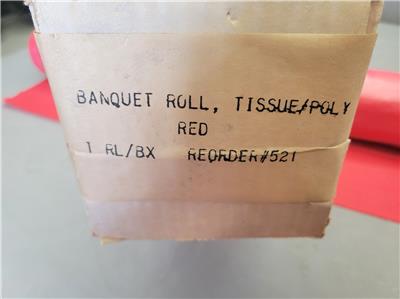 BANQUET ROLL, TISSUE/POLY
RED
1 RL/BX REORDER#521